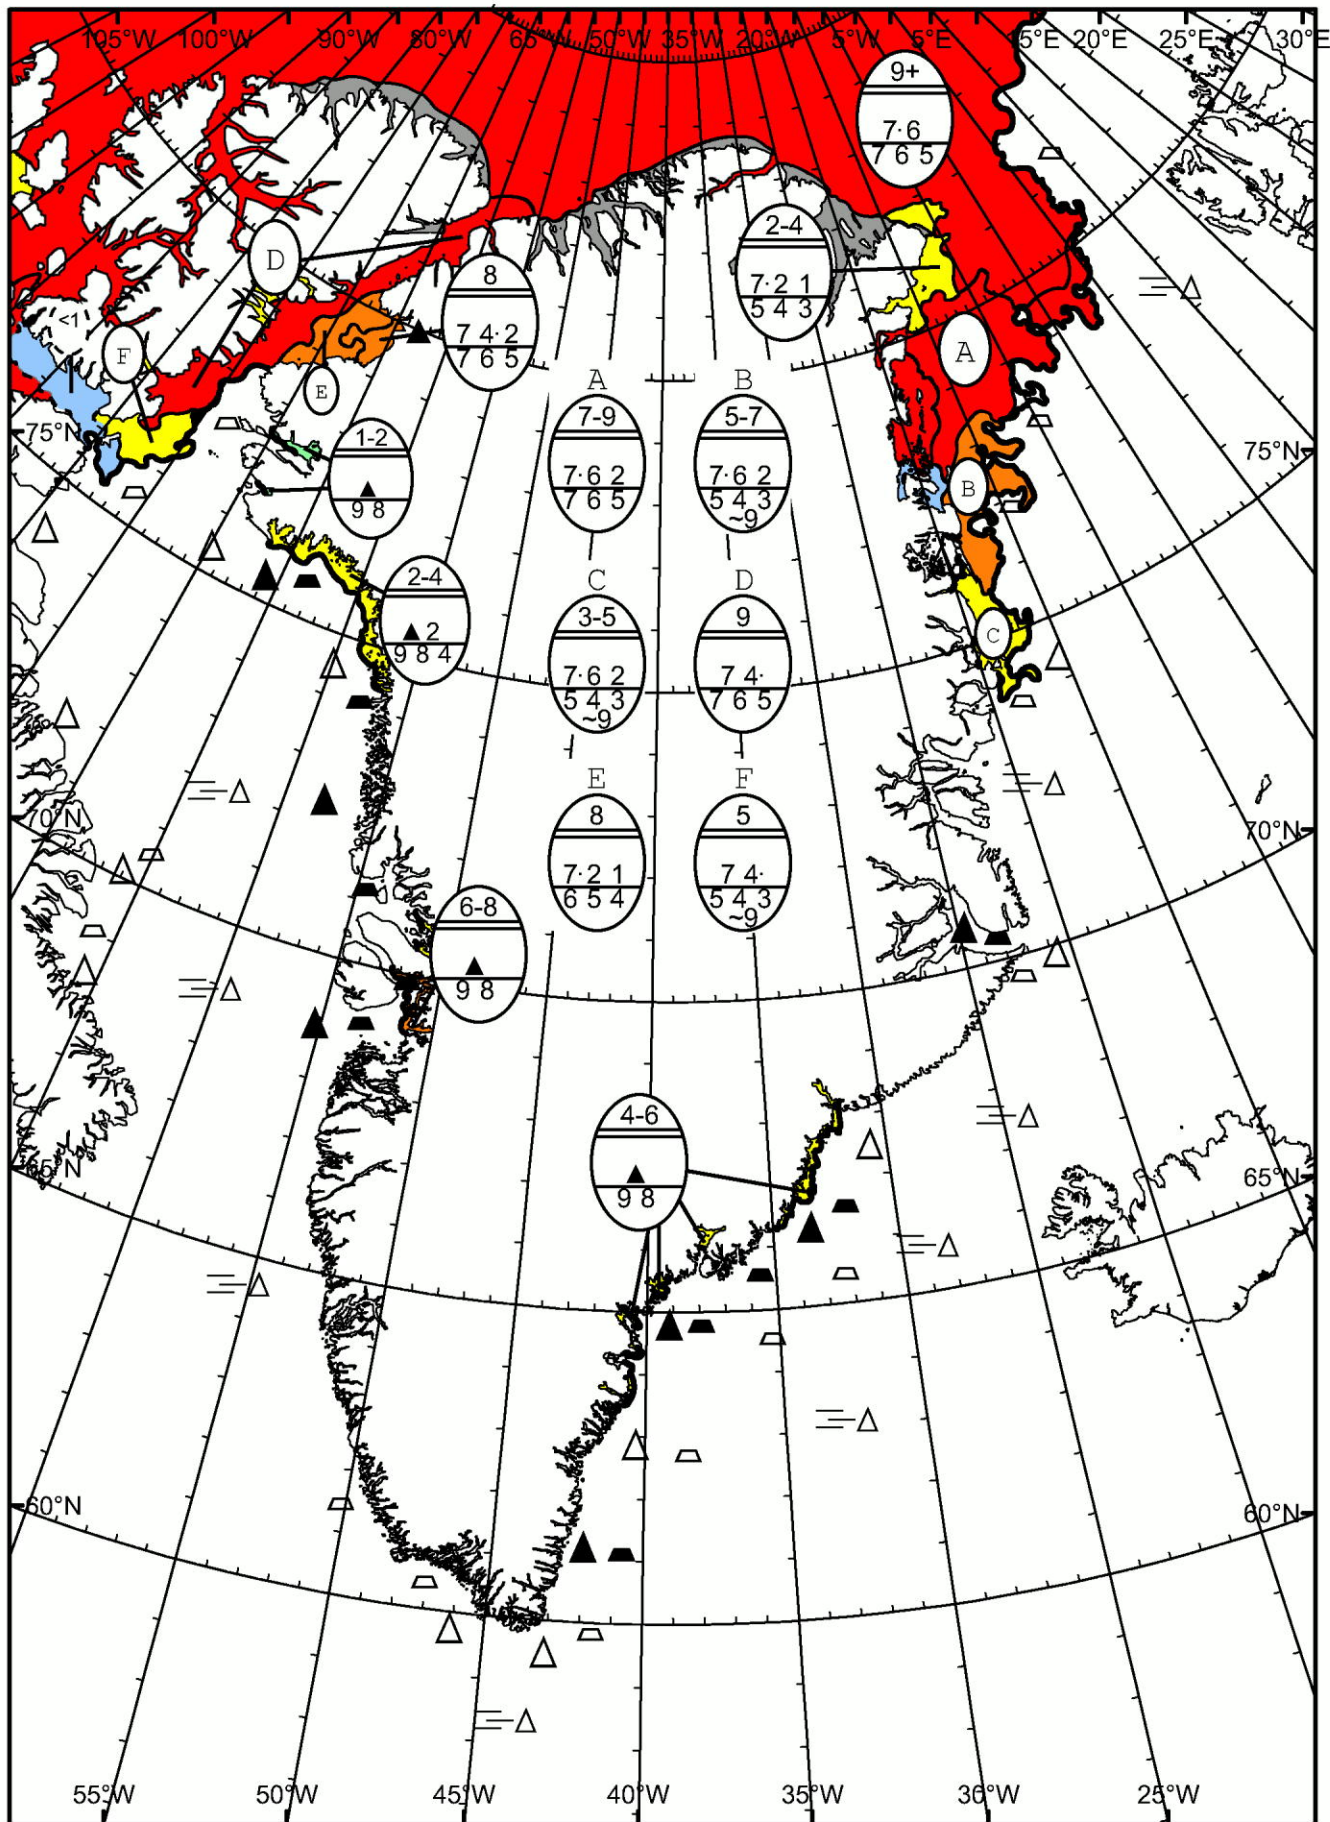 105°W 100°W 90°W 80°W 65°W 50°W 35°W 20°W 5°W 5°E 15°E 20°E 25°E 30°E
9+
7· 6
7 6 5
2-4
7· 2 1
5 4 3
D
8
7 4· 2
7 6 5
<1
F
A
E
A
7-9
7· 6 2
7 6 5
B
5-7
7· 6 2
5 4 3
~9
75°N
75°N
1-2
▲
9 8
B
2-4
▲ 2
9 8 4
C
3-5
7· 6 2
5 4 3
~9
D
9
7 4·
7 6 5
C
E
8
7· 2 1
6 5 4
F
5
7 4·
5 4 3
~9
70°N
70°N
6-8
▲
9 8
4-6
▲
9 8
65°N
65°N
60°N
60°N
55°W 50°W 45°W 40°W 35°W 30°W 25°W